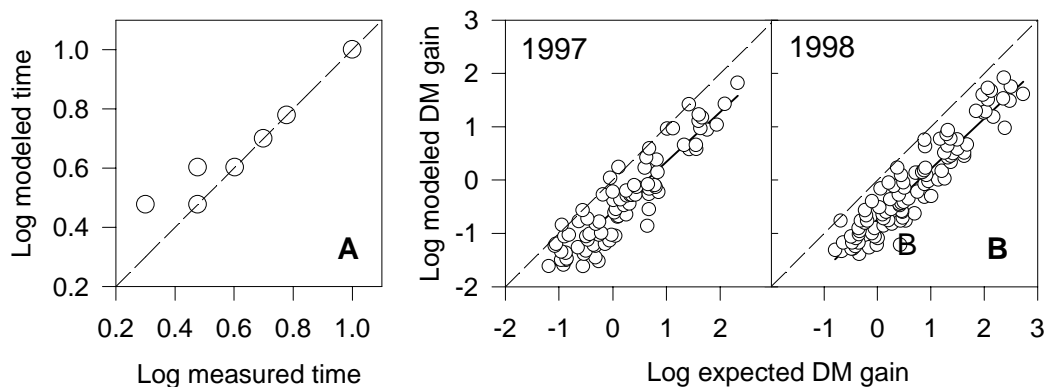 Log modeled time
1.0
0.8
0.6
0.4
0.2
A
0.2 0.4 0.6 0.8 1.0
Log measured time
Log modeled DM gain
3
2
1
0
-1
-2
1997
1998
B
B
-2 -1 0 1 2
-1 0 1 2 3
Log expected DM gain